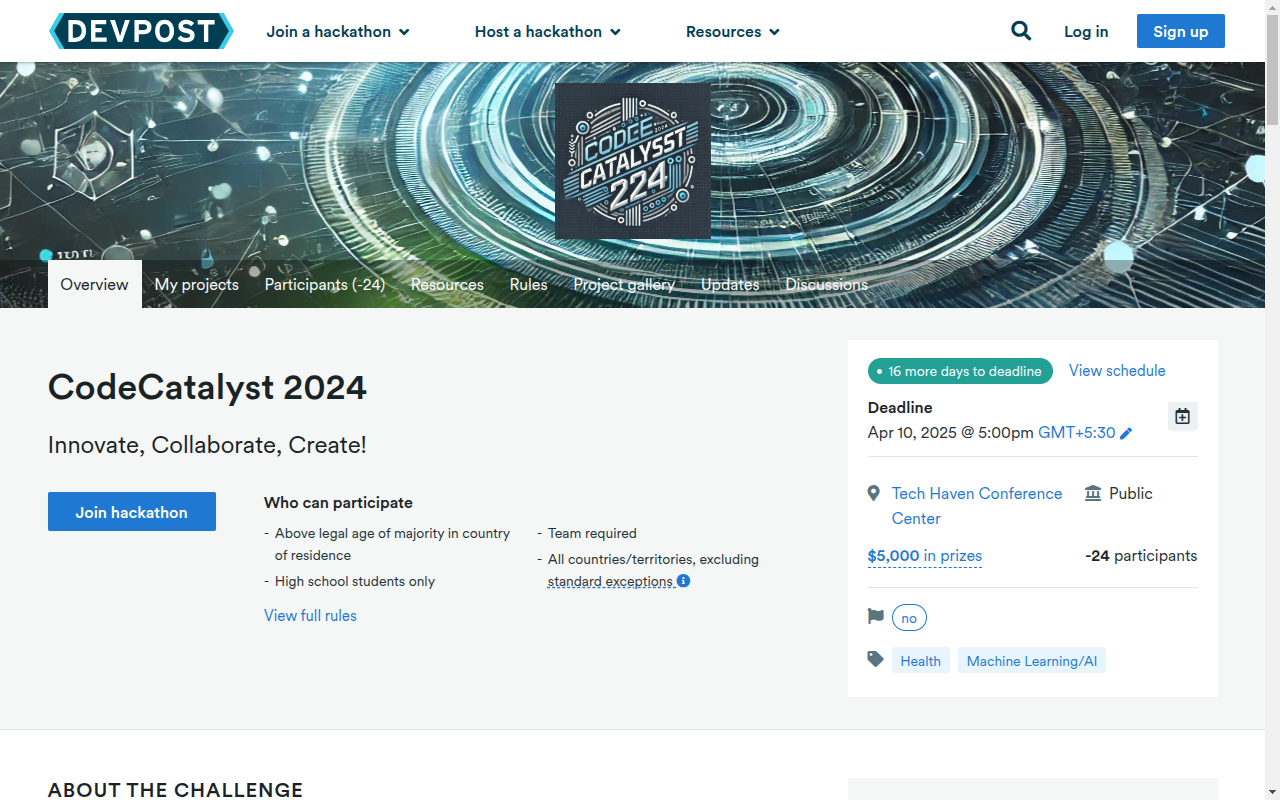 DEVPOST
Join a hackathon
Host a hackathon
Resources
Log in
Sign up
CODCE
2024
CATALYSST
224
Overview
My projects
Participants (-24)
Resources
Rules
Project gallery
Updates
Discussions
CodeCatalyst 2024
Innovate, Collaborate, Create!
Join hackathon
Who can participate
- Above legal age of majority in country
of residence
- High school students only
- Team required
- All countries/territories, excluding
standard exceptions
View full rules
16 more days to deadline
View schedule
Deadline
Apr 10, 2025 @ 5:00pm GMT+5:30
Tech Haven Conference
Center
Public
$5,000 in prizes
-24 participants
no
Health
Machine Learning/AI
ABOUT THE CHALLENGE